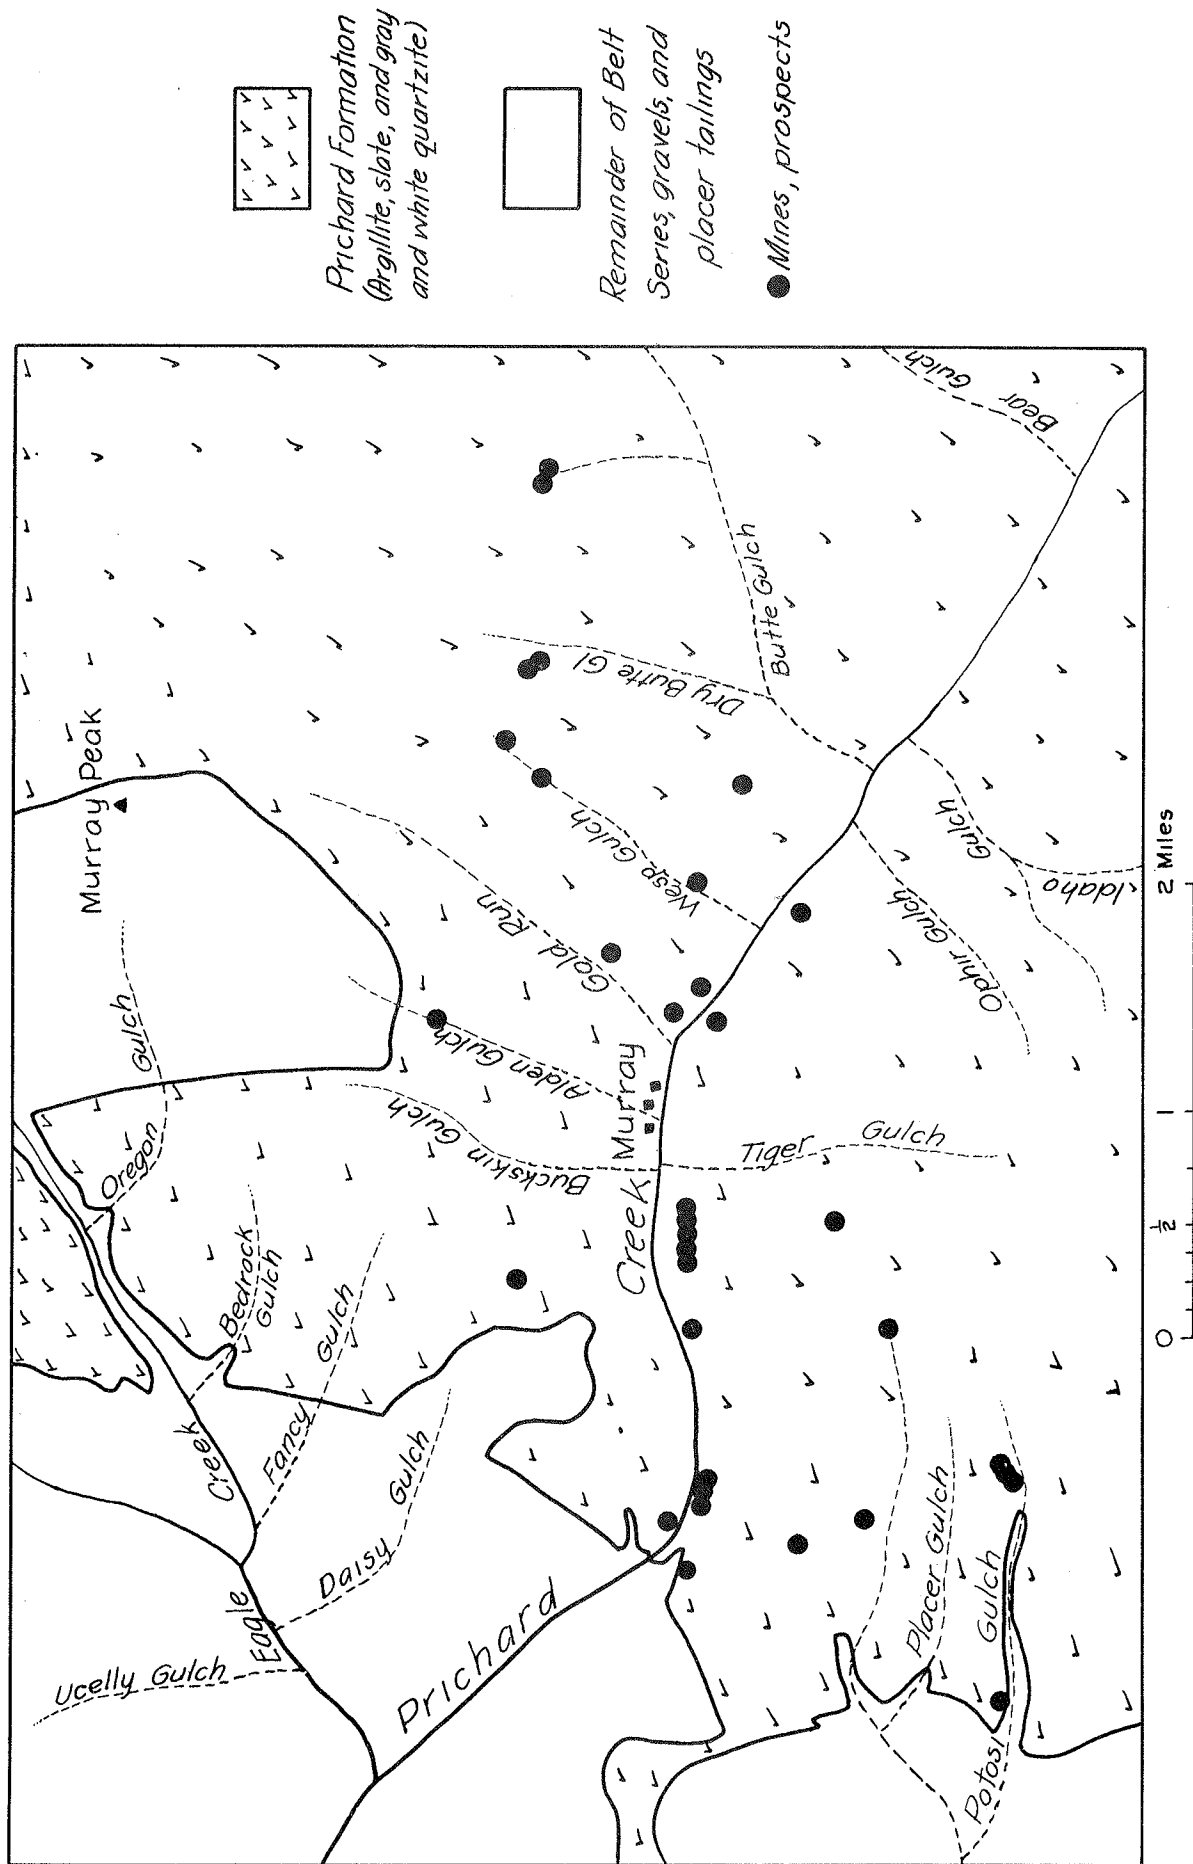 Prichard Formation
(Argillite, slate, and gray
and white quartzite)
Remainder of Belt
Series, gravels, and
placer tailings
Mines, prospects
Murray Peak
Oregon Gulch
Bedrock
Gulch
Fancy Gulch
Daisy Gulch
Ucelly Gulch
Eagle Creek
Prichard Creek
Murray
Buckskin Gulch
Alden Gulch
Gold Run
Wesp Gulch
Dry Butte Gl
Butte Gulch
Bear Gulch
Idaho Gulch
Ophir Gulch
Tiger Gulch
Placer Gulch
Potosi Gulch
0 ½ 1 2 Miles